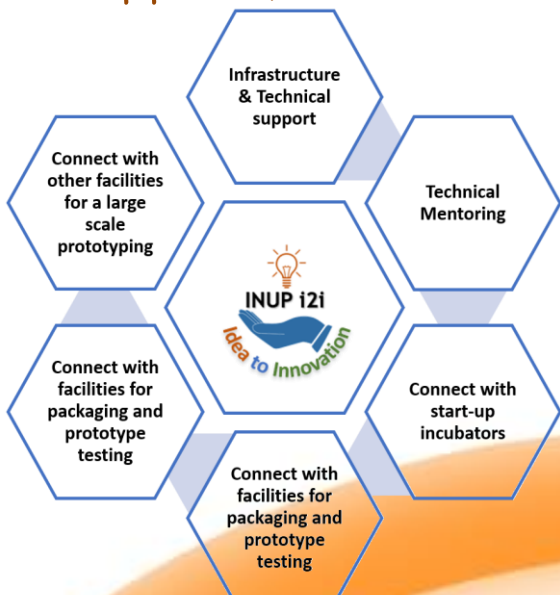 Infrastructure
& Technical
support
Technical
Mentoring
Connect with
start-up
incubators
Connect with
facilities for
packaging and
prototype
testing
Connect with
facilities for
packaging and
prototype
testing
Connect with
other facilities
for a large
scale
prototyping
INUP i2i
Idea to Innovation